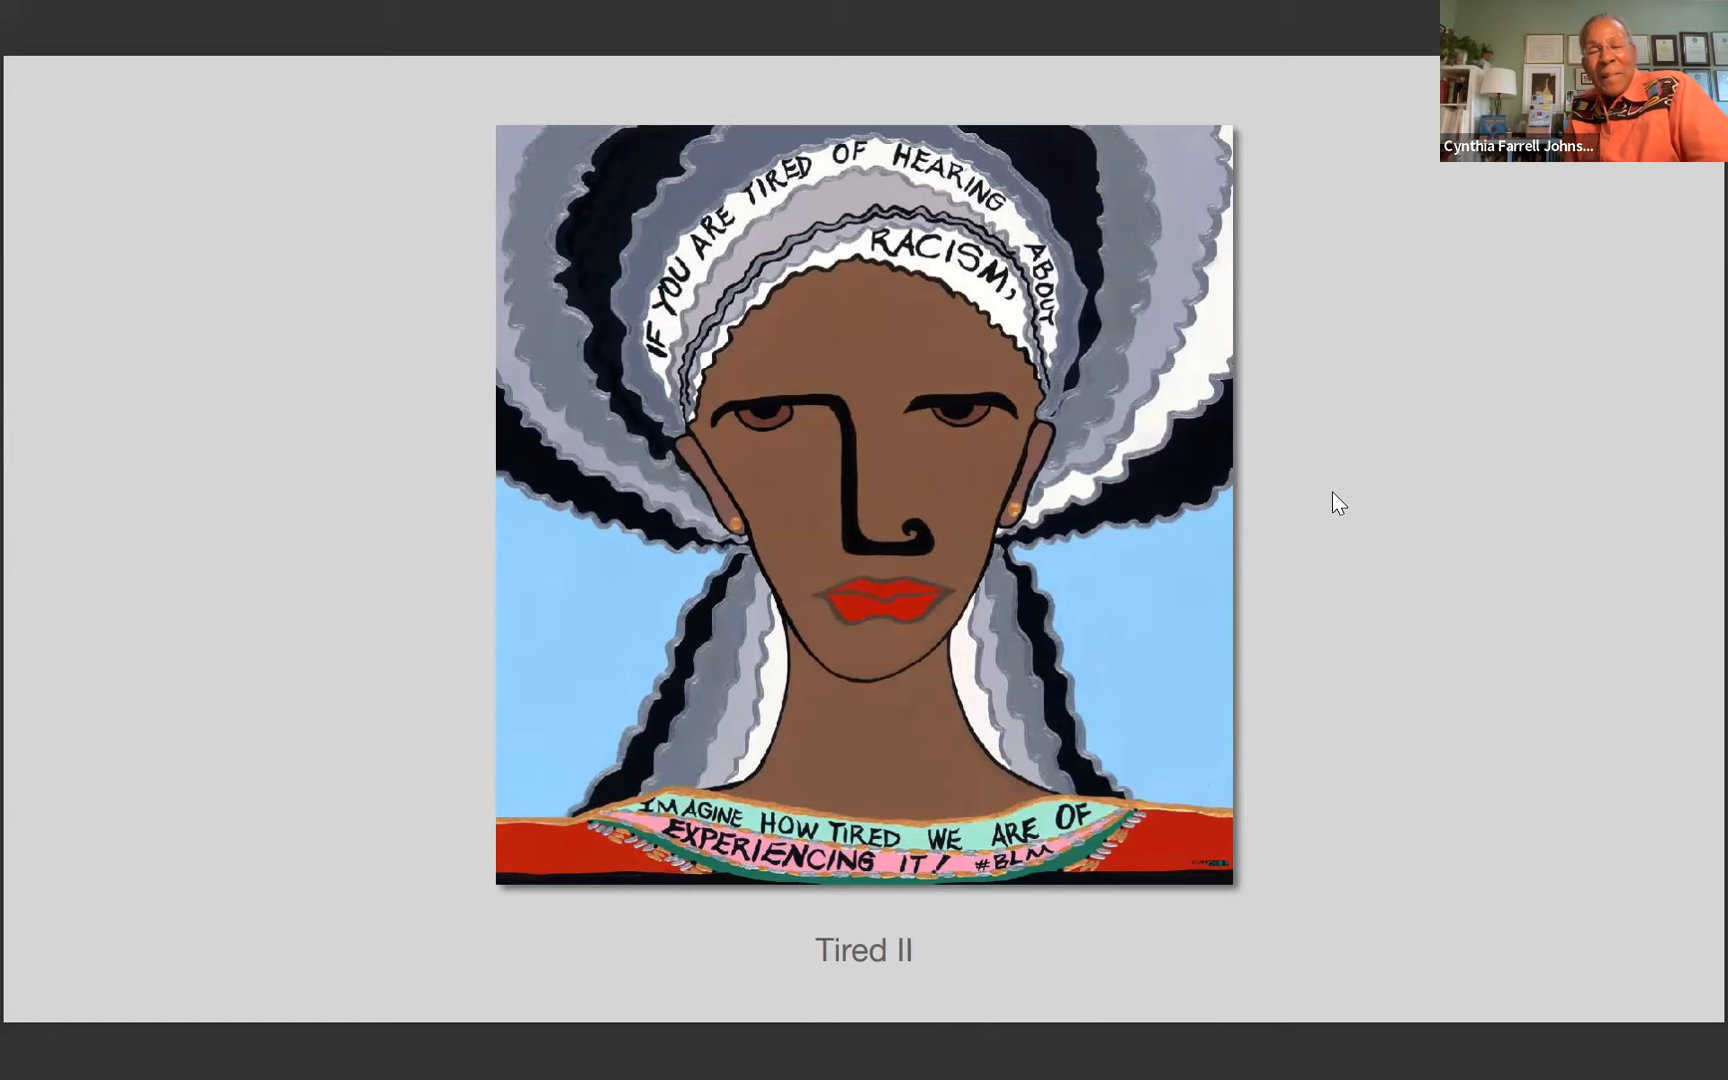 Cynthia Farrell Johns...
IF YOU ARE TIRED OF HEARING ABOUT
RACISM,
IMAGINE HOW TIRED WE ARE OF
EXPERIENCING IT! #BLM
Tired II